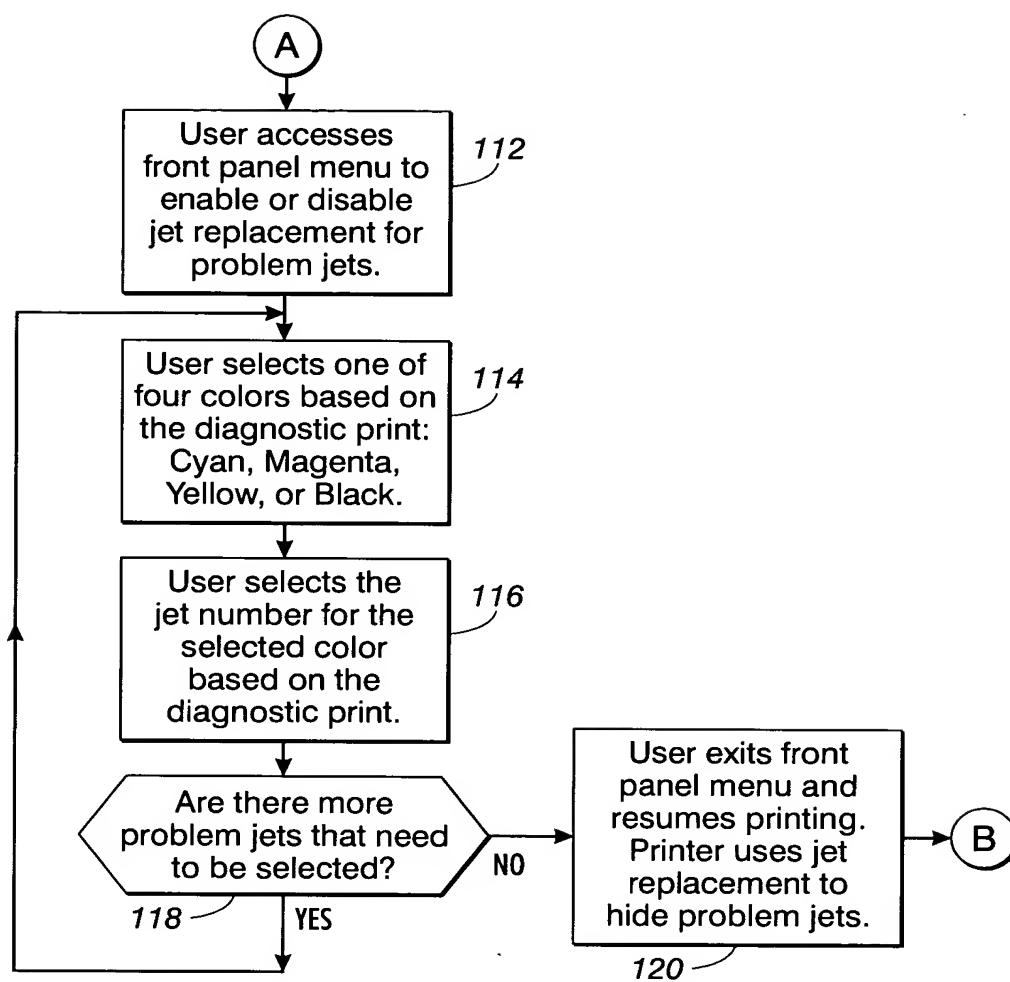 A
User accesses
front panel menu to
enable or disable
jet replacement for
problem jets.
112
User selects one of
four colors based on
the diagnostic print:
Cyan, Magenta,
Yellow, or Black.
114
User selects the
jet number for the
selected color
based on the
diagnostic print.
116
Are there more
problem jets that need
to be selected?
118
YES
NO
User exits front
panel menu and
resumes printing.
Printer uses jet
replacement to
hide problem jets.
120
B